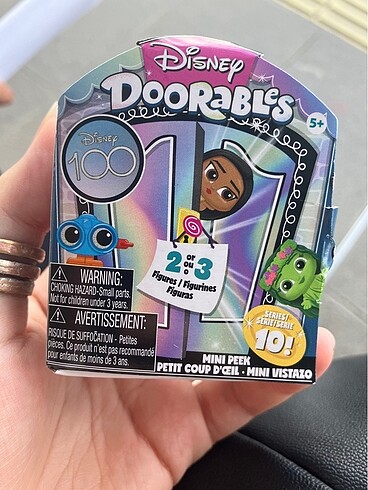 Disney
DOORABLES
5+
Disney
100
2 or ou o 3
Figures / Figurines
Figuras
WARNING:
CHOKING HAZARD-Small parts.
Not for children under 3 years.
AVERTISSEMENT:
RISQUE DE SUFFOCATION - Petites
pièces. Ce produit n'est pas recommandé
pour enfants de moins de 3 ans.
SERIES/
SÉRIE/SERIE
10!
MINI PEEK
PETIT COUP D'ŒIL • MINI VISTAZO